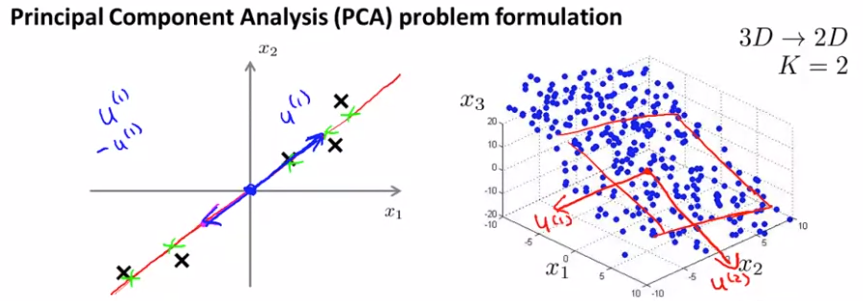 Principal Component Analysis (PCA) problem formulation
3D → 2D
K = 2
x₂
u⁽¹⁾
-u⁽¹⁾
u⁽¹⁾
x₁
x₃
20
10
0
-10
-20
-10
-5
0
5
10
x₁
-10
-5
5
10
x₂
u⁽¹⁾
u⁽²⁾